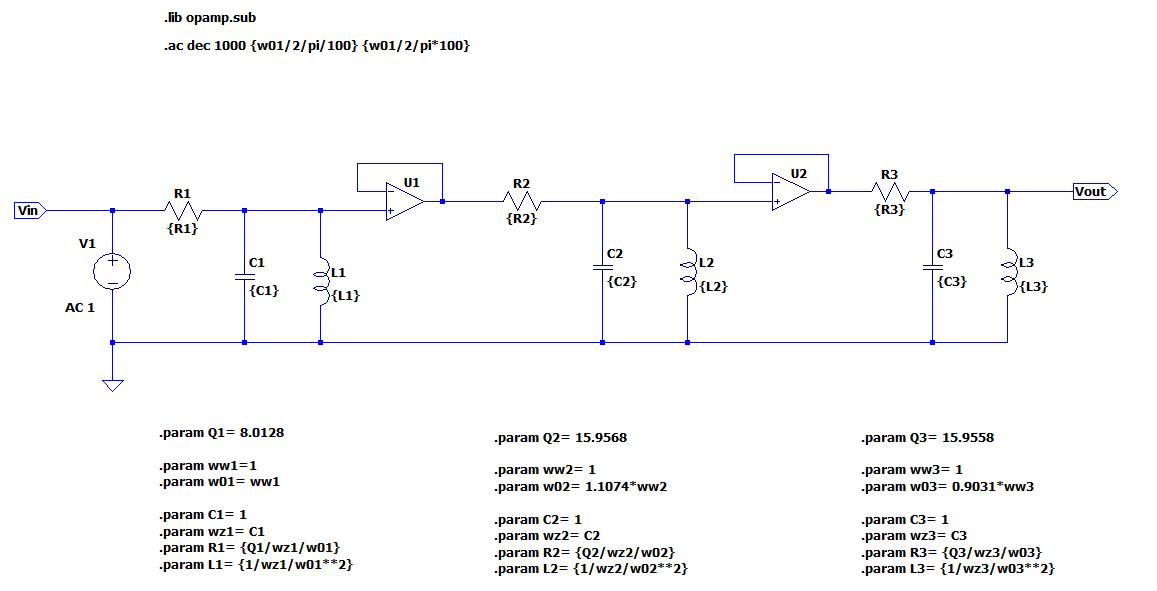 .lib opamp.sub
.ac dec 1000 {w01/2/pi/100} {w01/2/pi*100}
Vin
V1
AC 1
R1
{R1}
C1
{C1}
L1
{L1}
U1
R2
{R2}
C2
{C2}
L2
{L2}
U2
R3
{R3}
C3
{C3}
L3
{L3}
Vout
.param Q1= 8.0128
.param ww1=1
.param w01= ww1
.param C1= 1
.param wz1= C1
.param R1= {Q1/wz1/w01}
.param L1= {1/wz1/w01**2}
.param Q2= 15.9568
.param ww2= 1
.param w02= 1.1074*ww2
.param C2= 1
.param wz2= C2
.param R2= {Q2/wz2/w02}
.param L2= {1/wz2/w02**2}
.param Q3= 15.9558
.param ww3= 1
.param w03= 0.9031*ww3
.param C3= 1
.param wz3= C3
.param R3= {Q3/wz3/w03}
.param L3= {1/wz3/w03**2}